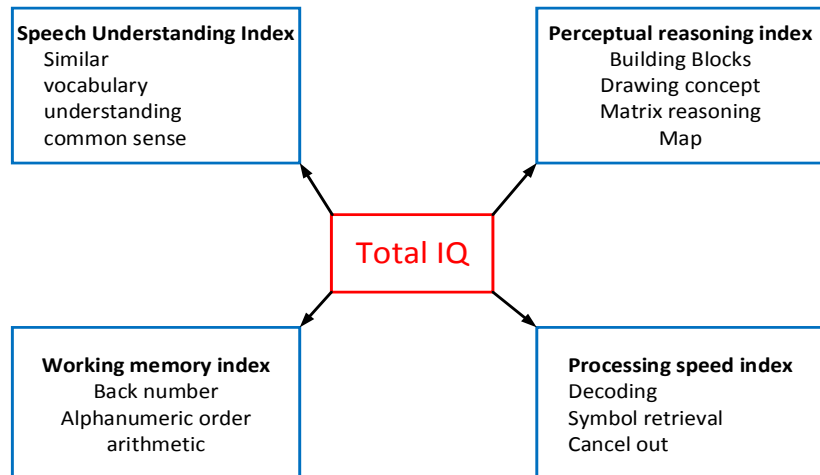 Speech Understanding Index
Similar
vocabulary
understanding
common sense
Perceptual reasoning index
Building Blocks
Drawing concept
Matrix reasoning
Map
Total IQ
Working memory index
Back number
Alphanumeric order
arithmetic
Processing speed index
Decoding
Symbol retrieval
Cancel out